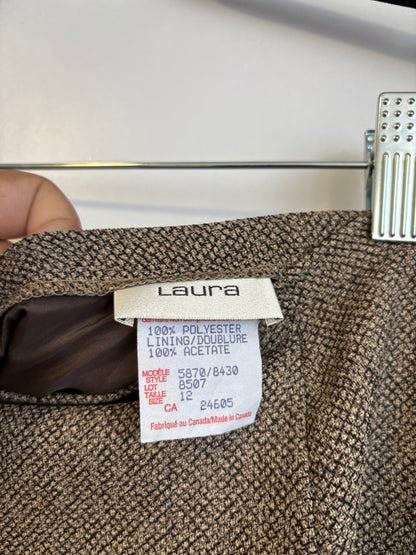 Laura
100% POLYESTER
LINING/DOUBLURE
100% ACETATE
MODÈLE
STYLE 5870/8430
LOT 8507
TAILLE
SIZE 12
CA 24605
Fabriqué au Canada/Made in Canada